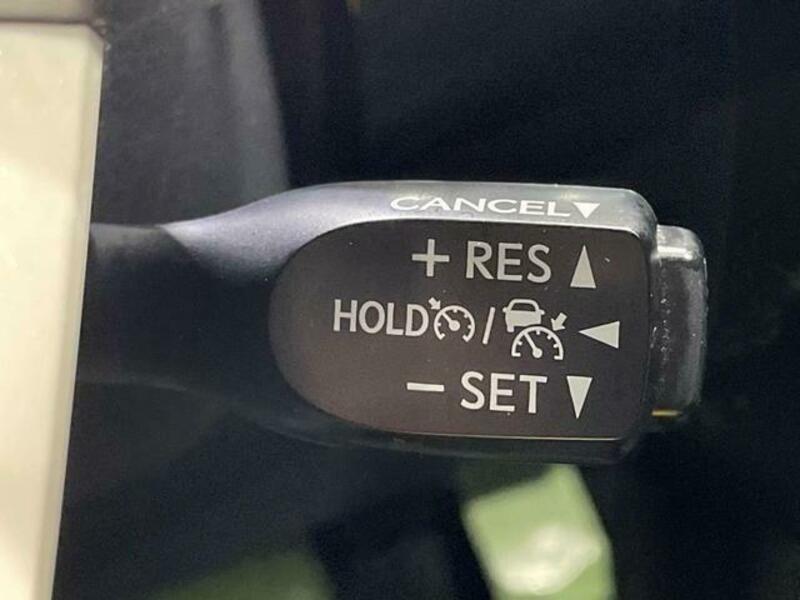 CANCEL▼
+ RES ▲
HOLD / ◀
− SET ▼